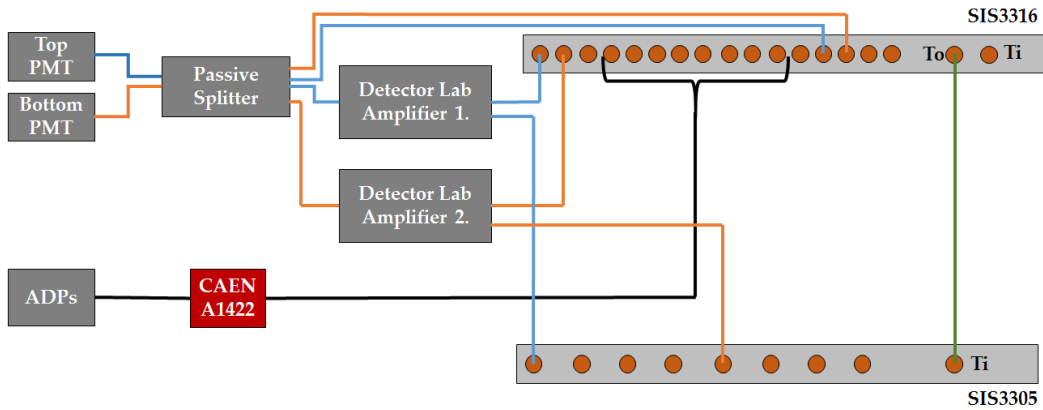 SIS3316
Top
PMT
Bottom
PMT
Passive
Splitter
Detector Lab
Amplifier 1.
Detector Lab
Amplifier 2.
To
Ti
ADPs
CAEN
A1422
Ti
SIS3305